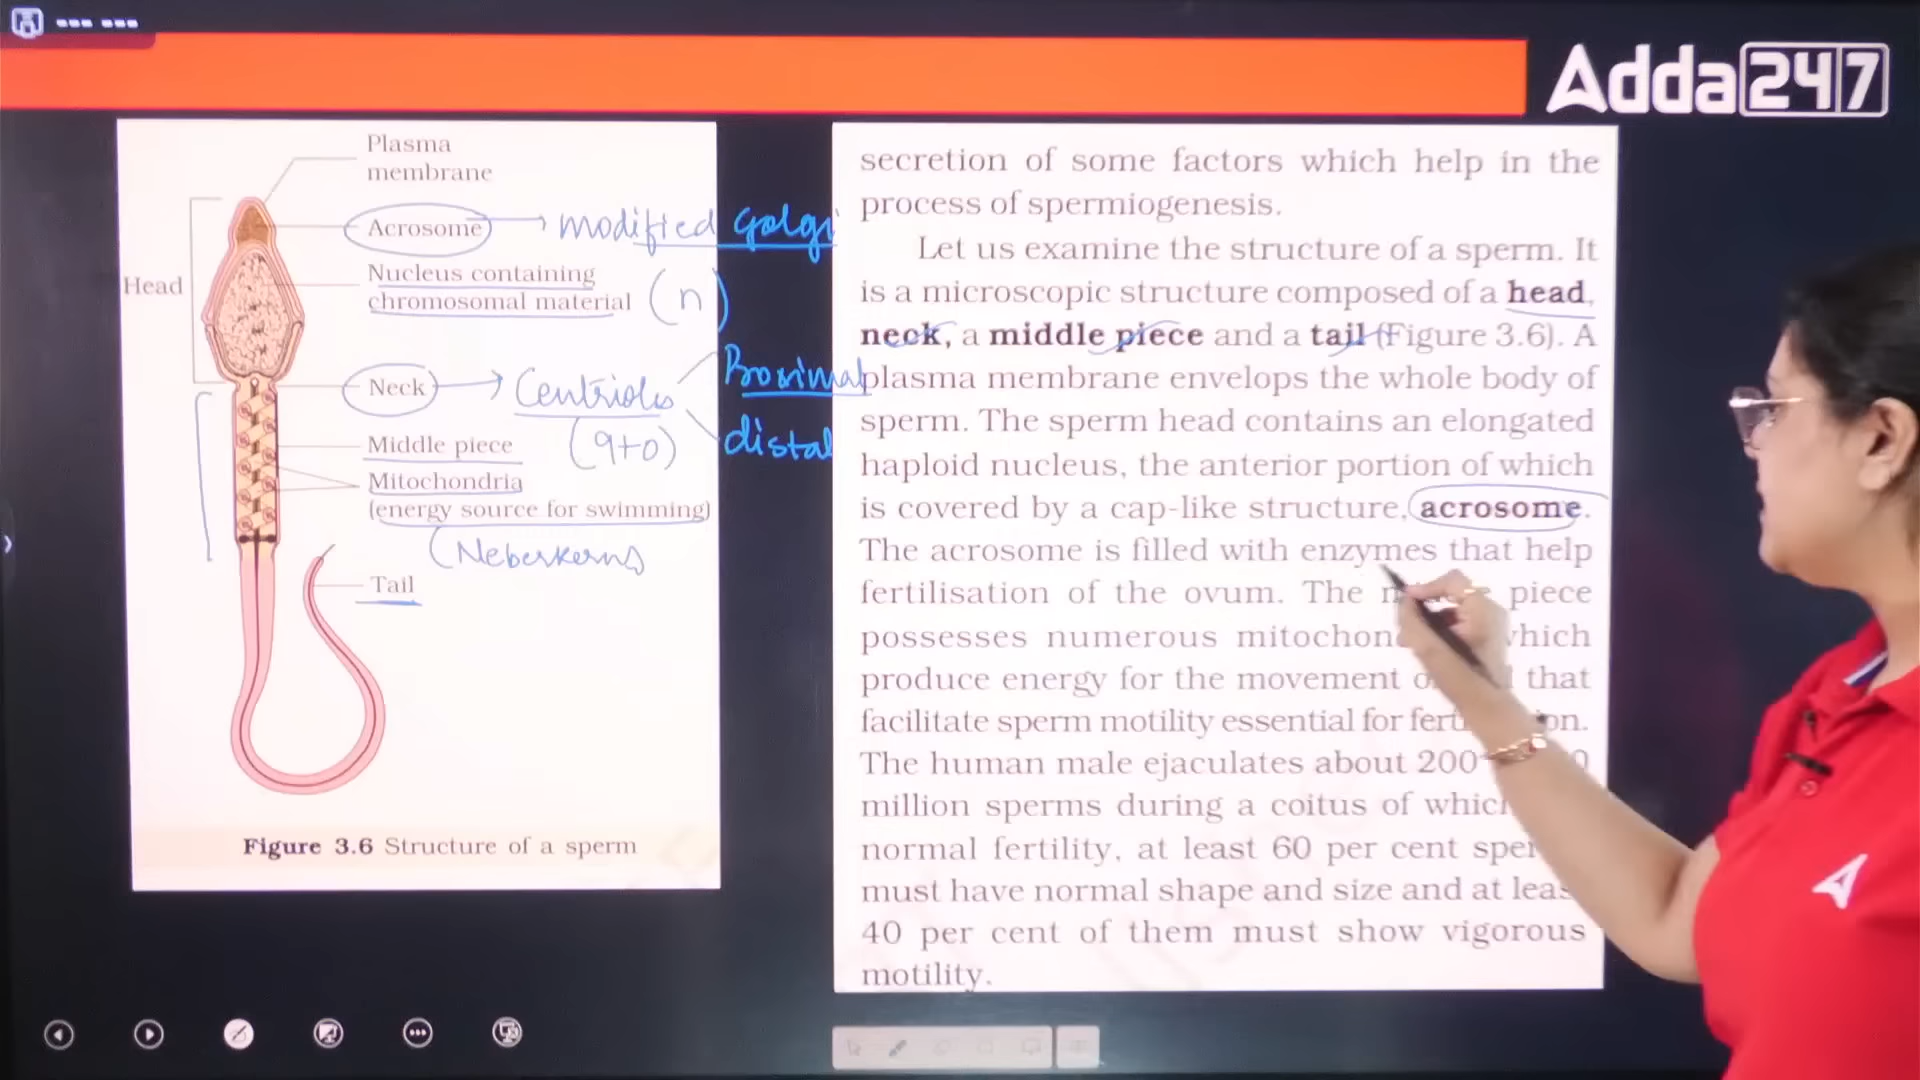 Adda247
Plasma
membrane
Acrosome → modified Golgi
Head
Nucleus containing
chromosomal material (n)
Neck → Centrioles
Proximal
distal
(9+0)
Middle piece
Mitochondria
(energy source for swimming)
(Neberkerns
Tail
Figure 3.6 Structure of a sperm
secretion of some factors which help in the
process of spermiogenesis.
Let us examine the structure of a sperm. It
is a microscopic structure composed of a head,
neck, a middle piece and a tail (Figure 3.6). A
plasma membrane envelops the whole body of
sperm. The sperm head contains an elongated
haploid nucleus, the anterior portion of which
is covered by a cap-like structure, acrosome.
The acrosome is filled with enzymes that help
fertilisation of the ovum. The piece
possesses numerous which
produce energy for the movement that
facilitate sperm motility essential for
The human male ejaculates about 200
million sperms during a coitus of
normal fertility, at least 60 per cent
must have normal shape and size and at
40 per cent of them must show vigorous
motility.